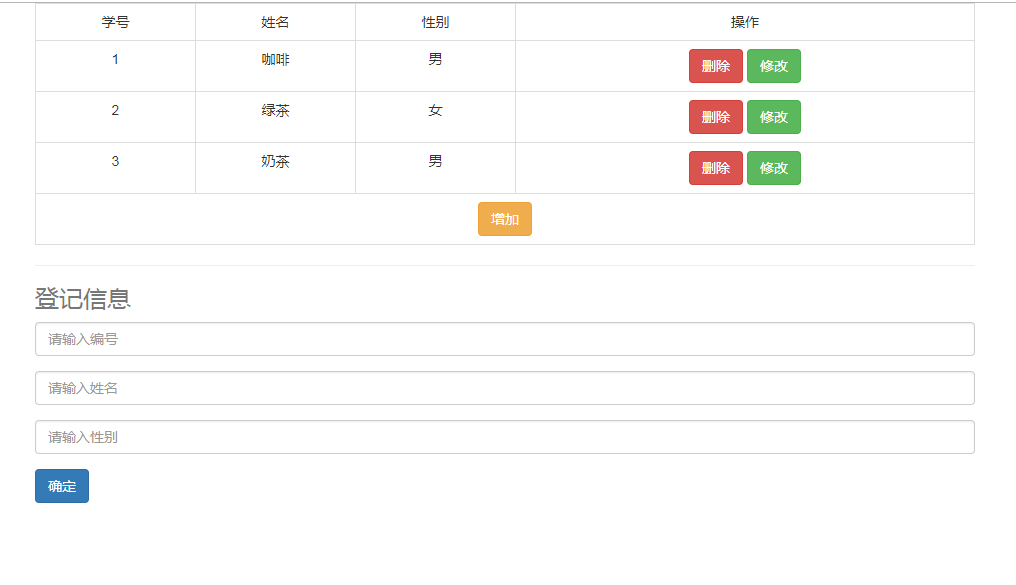 学号 姓名 性别 操作
1 咖啡 男 删除 修改
2 绿茶 女 删除 修改
3 奶茶 男 删除 修改
增加
登记信息
请输入编号
请输入姓名
请输入性别
确定